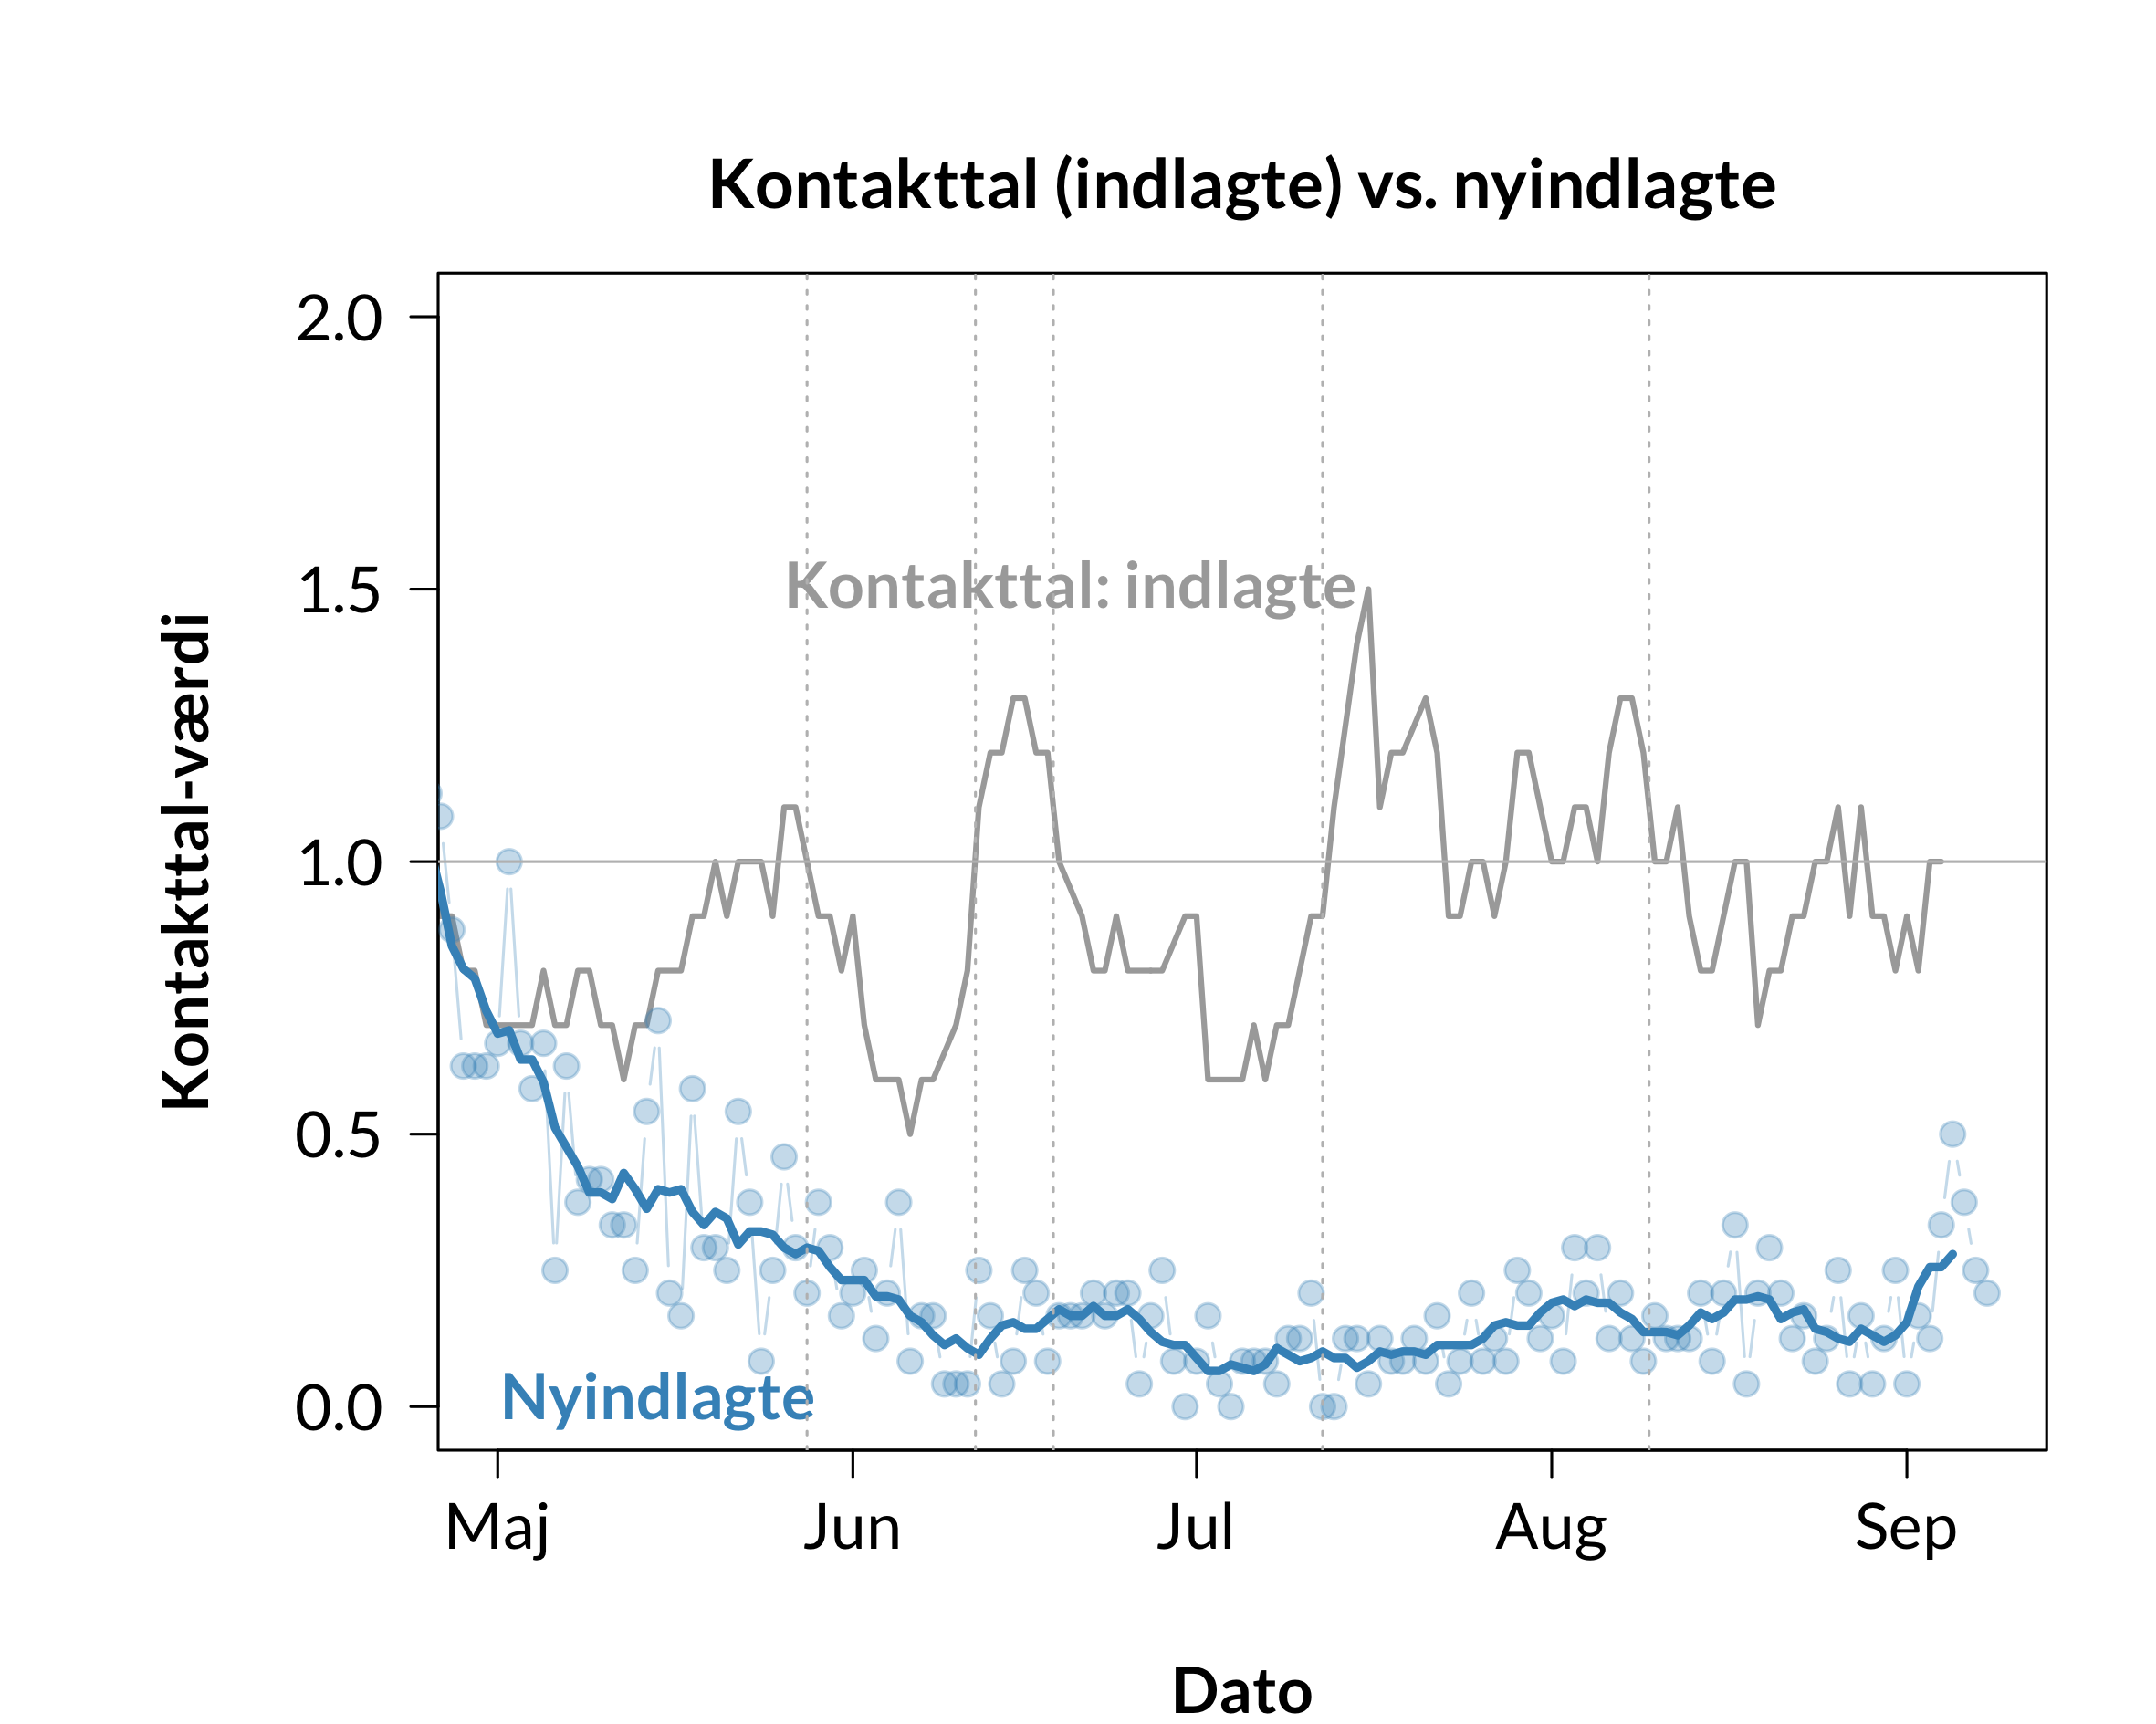 Kontakttal (indlagte) vs. nyindlagte
Kontakttal-værdi
2.0
1.5
1.0
0.5
0.0
Kontakttal: indlagte
Nyindlagte
Maj Jun Jul Aug Sep
Dato